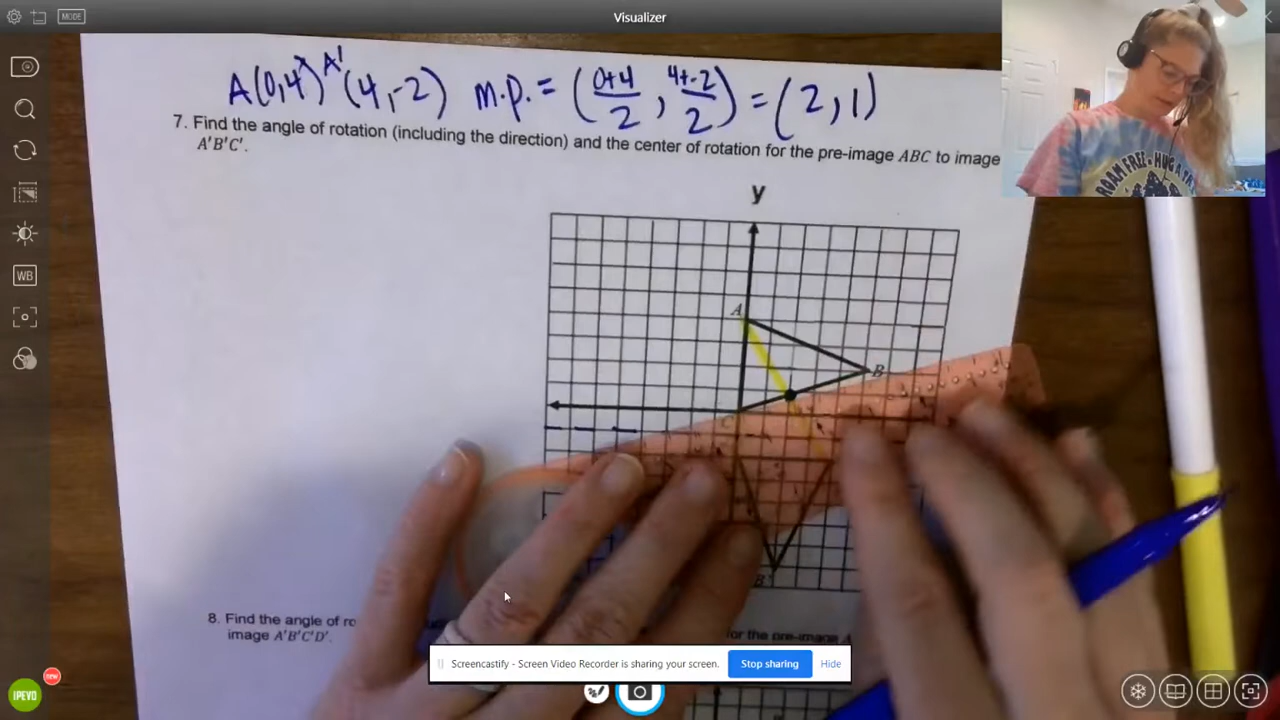 MODE
Visualizer
A(0,4) A'(4,-2) m.p. = (0+4/2, 4+-2/2) = (2,1)
7. Find the angle of rotation (including the direction) and the center of rotation for the pre-image ABC to image
A'B'C'.
y
A
B
B'
ROAM FREE
WB
8. Find the angle of ro
for the pre-image A
image A'B'C'D'.
Screencastify - Screen Video Recorder is sharing your screen.
Stop sharing
Hide
IPEVO
new